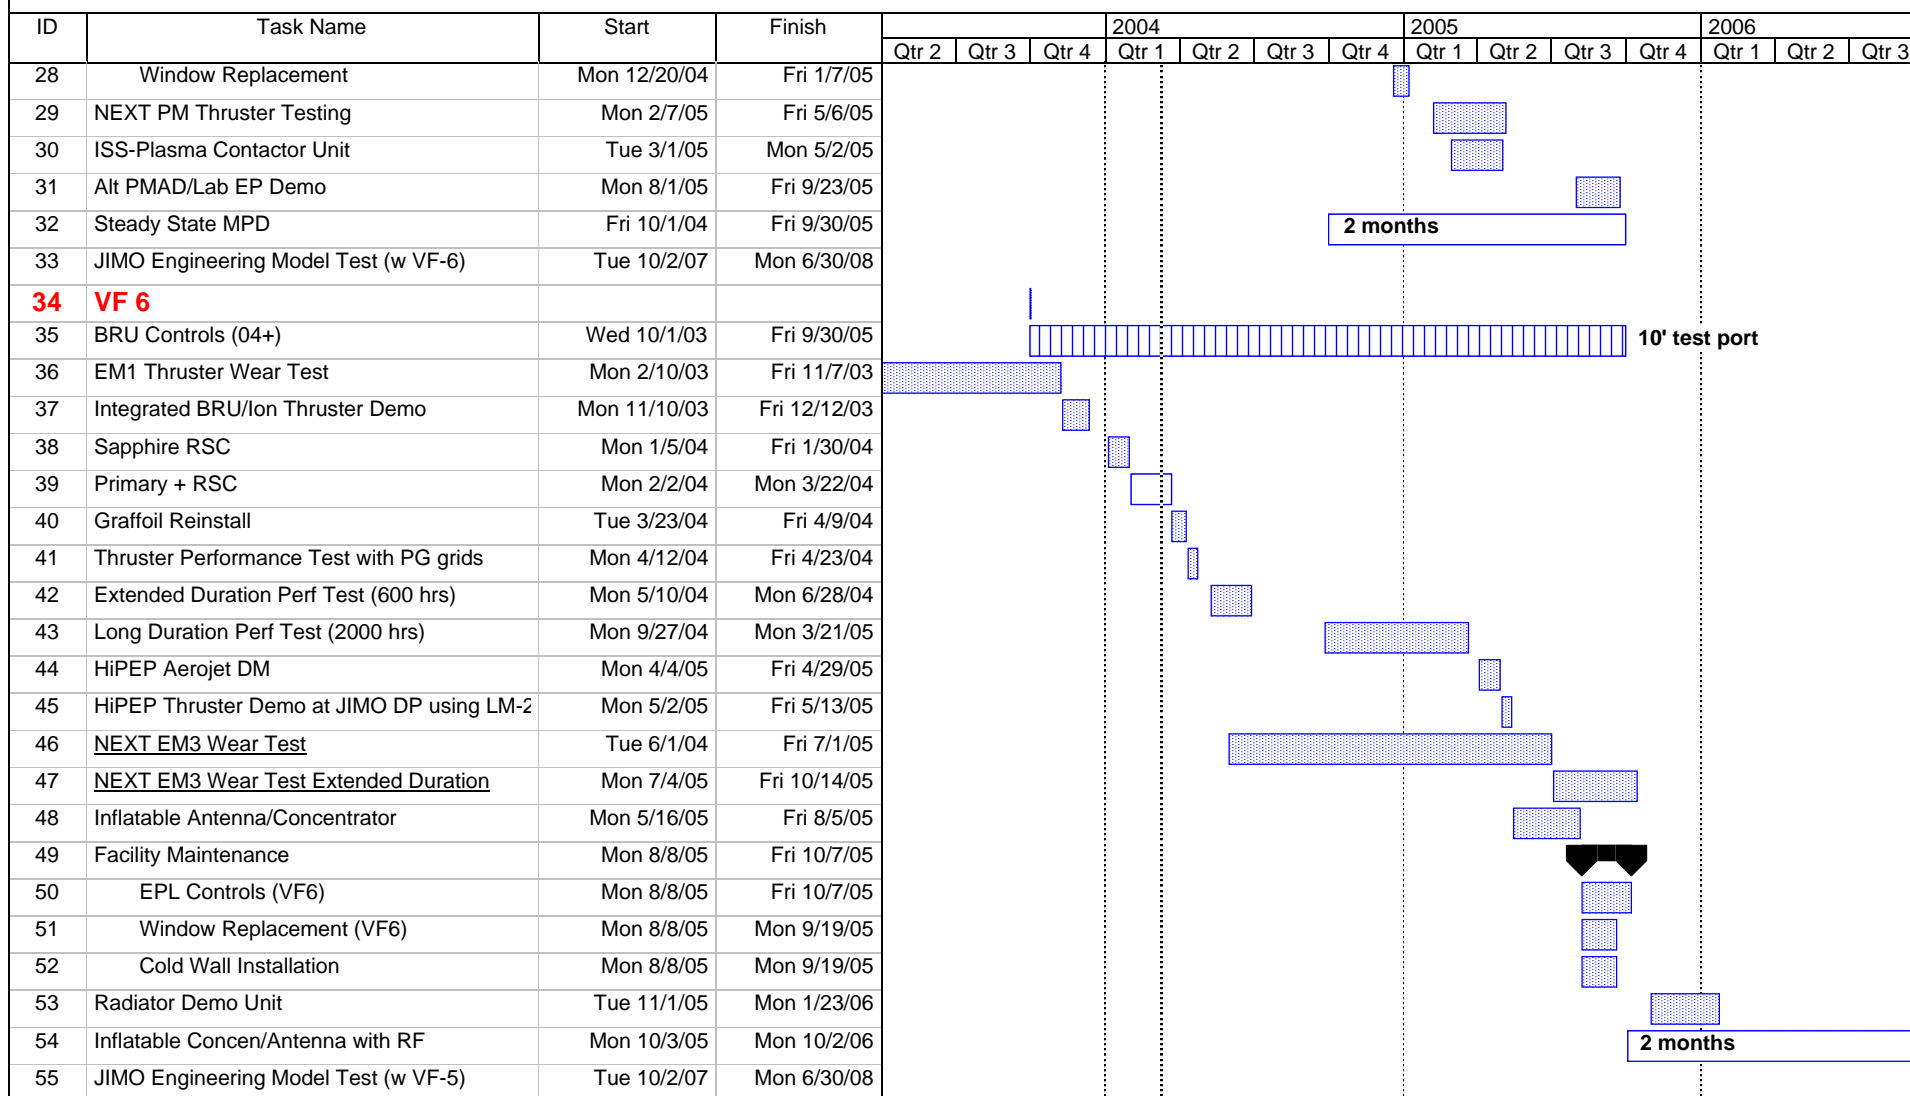 ID Task Name Start Finish 2004 2005 2006
Qtr 2 Qtr 3 Qtr 4 Qtr 1 Qtr 2 Qtr 3 Qtr 4 Qtr 1 Qtr 2 Qtr 3 Qtr 4 Qtr 1 Qtr 2 Qtr 3
28 Window Replacement Mon 12/20/04 Fri 1/7/05
29 NEXT PM Thruster Testing Mon 2/7/05 Fri 5/6/05
30 ISS-Plasma Contactor Unit Tue 3/1/05 Mon 5/2/05
31 Alt PMAD/Lab EP Demo Mon 8/1/05 Fri 9/23/05
32 Steady State MPD Fri 10/1/04 Fri 9/30/05 2 months
33 JIMO Engineering Model Test (w VF-6) Tue 10/2/07 Mon 6/30/08
34 VF 6
35 BRU Controls (04+) Wed 10/1/03 Fri 9/30/05 10' test port
36 EM1 Thruster Wear Test Mon 2/10/03 Fri 11/7/03
37 Integrated BRU/Ion Thruster Demo Mon 11/10/03 Fri 12/12/03
38 Sapphire RSC Mon 1/5/04 Fri 1/30/04
39 Primary + RSC Mon 2/2/04 Mon 3/22/04
40 Graffoil Reinstall Tue 3/23/04 Fri 4/9/04
41 Thruster Performance Test with PG grids Mon 4/12/04 Fri 4/23/04
42 Extended Duration Perf Test (600 hrs) Mon 5/10/04 Mon 6/28/04
43 Long Duration Perf Test (2000 hrs) Mon 9/27/04 Mon 3/21/05
44 HiPEP Aerojet DM Mon 4/4/05 Fri 4/29/05
45 HiPEP Thruster Demo at JIMO DP using LM-2 Mon 5/2/05 Fri 5/13/05
46 NEXT EM3 Wear Test Tue 6/1/04 Fri 7/1/05
47 NEXT EM3 Wear Test Extended Duration Mon 7/4/05 Fri 10/14/05
48 Inflatable Antenna/Concentrator Mon 5/16/05 Fri 8/5/05
49 Facility Maintenance Mon 8/8/05 Fri 10/7/05
50 EPL Controls (VF6) Mon 8/8/05 Fri 10/7/05
51 Window Replacement (VF6) Mon 8/8/05 Mon 9/19/05
52 Cold Wall Installation Mon 8/8/05 Mon 9/19/05
53 Radiator Demo Unit Tue 11/1/05 Mon 1/23/06
54 Inflatable Concen/Antenna with RF Mon 10/3/05 Mon 10/2/06 2 months
55 JIMO Engineering Model Test (w VF-5) Tue 10/2/07 Mon 6/30/08